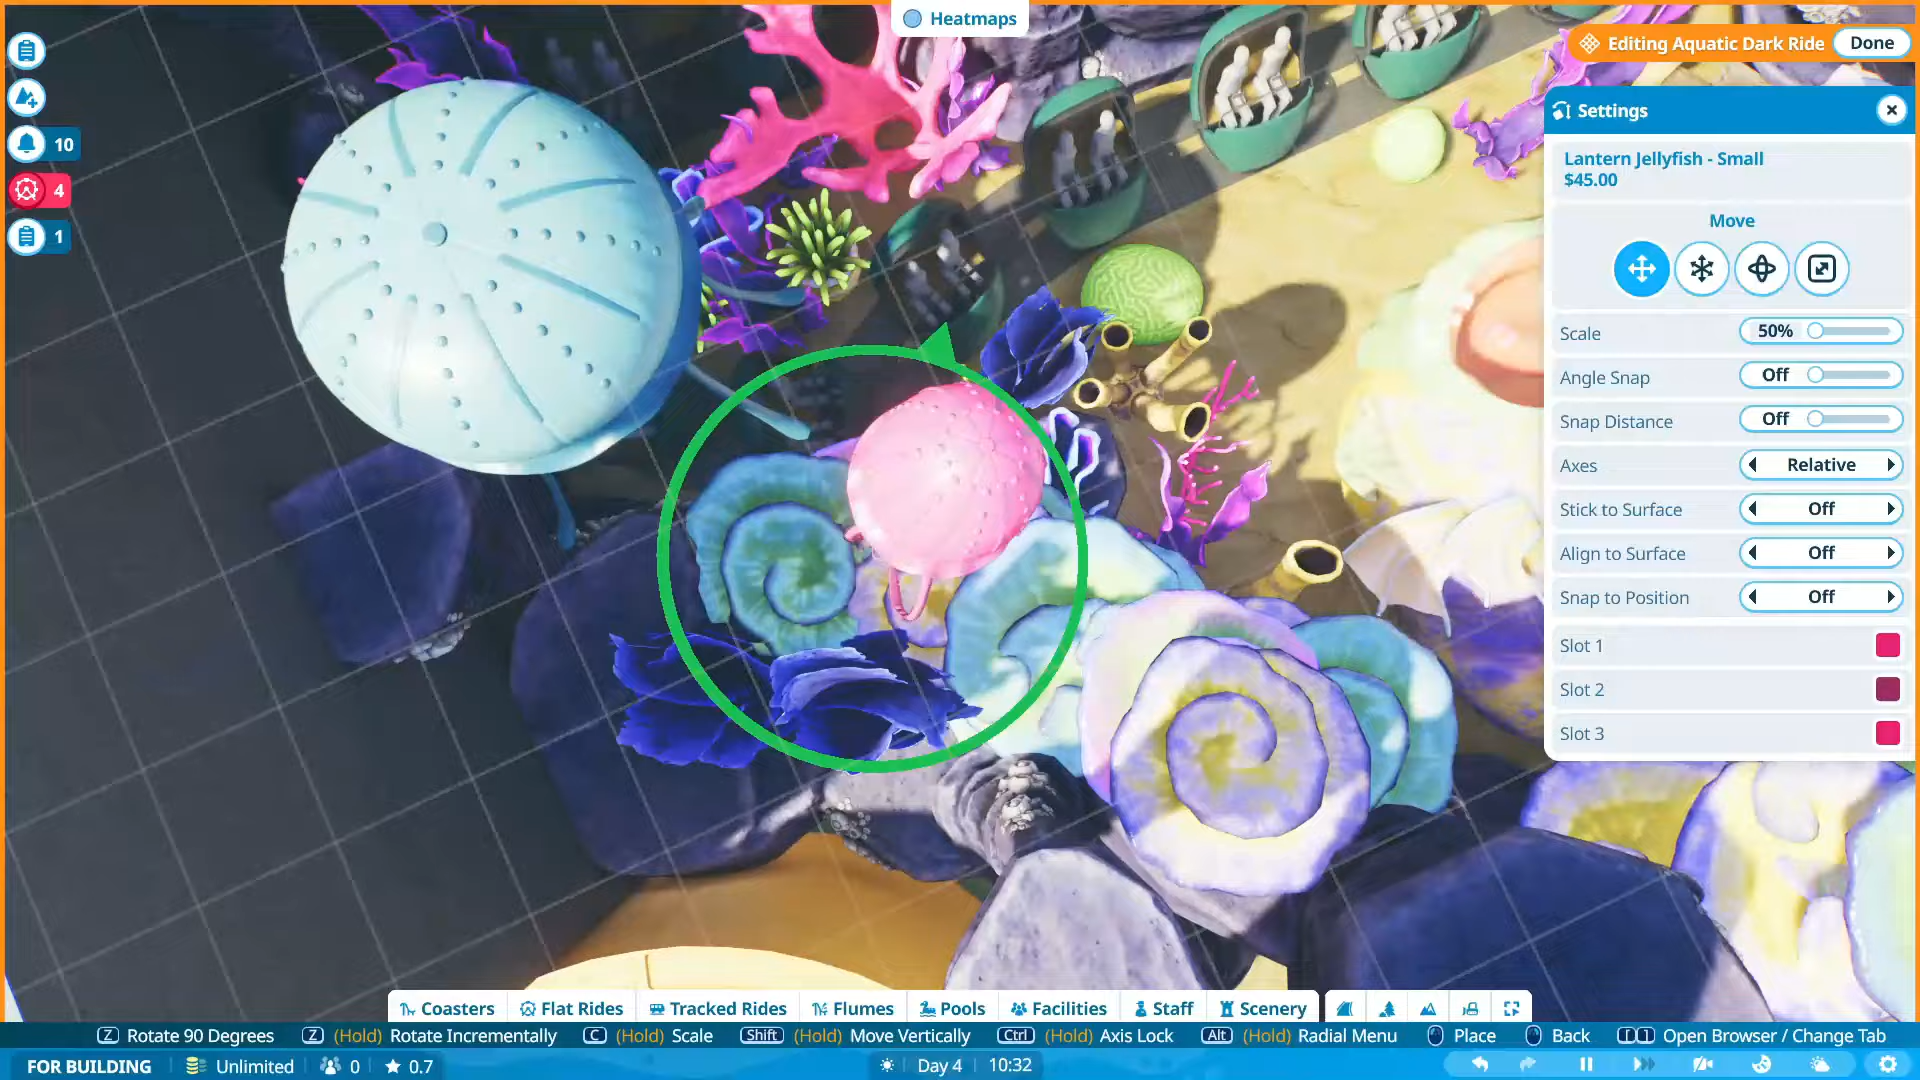 Heatmaps
Editing Aquatic Dark Ride Done
10
4
1
Settings
Lantern Jellyfish - Small
$45.00
Move
Scale 50%
Angle Snap Off
Snap Distance Off
Axes Relative
Stick to Surface Off
Align to Surface Off
Snap to Position Off
Slot 1
Slot 2
Slot 3
Coasters Flat Rides Tracked Rides Flumes Pools Facilities Staff Scenery
Z Rotate 90 Degrees Z (Hold) Rotate Incrementally C (Hold) Scale Shift (Hold) Move Vertically Ctrl (Hold) Axis Lock Alt (Hold) Radial Menu Place Back [ ] Open Browser / Change Tab
FOR BUILDING Unlimited 0 0.7 Day 4 10:32